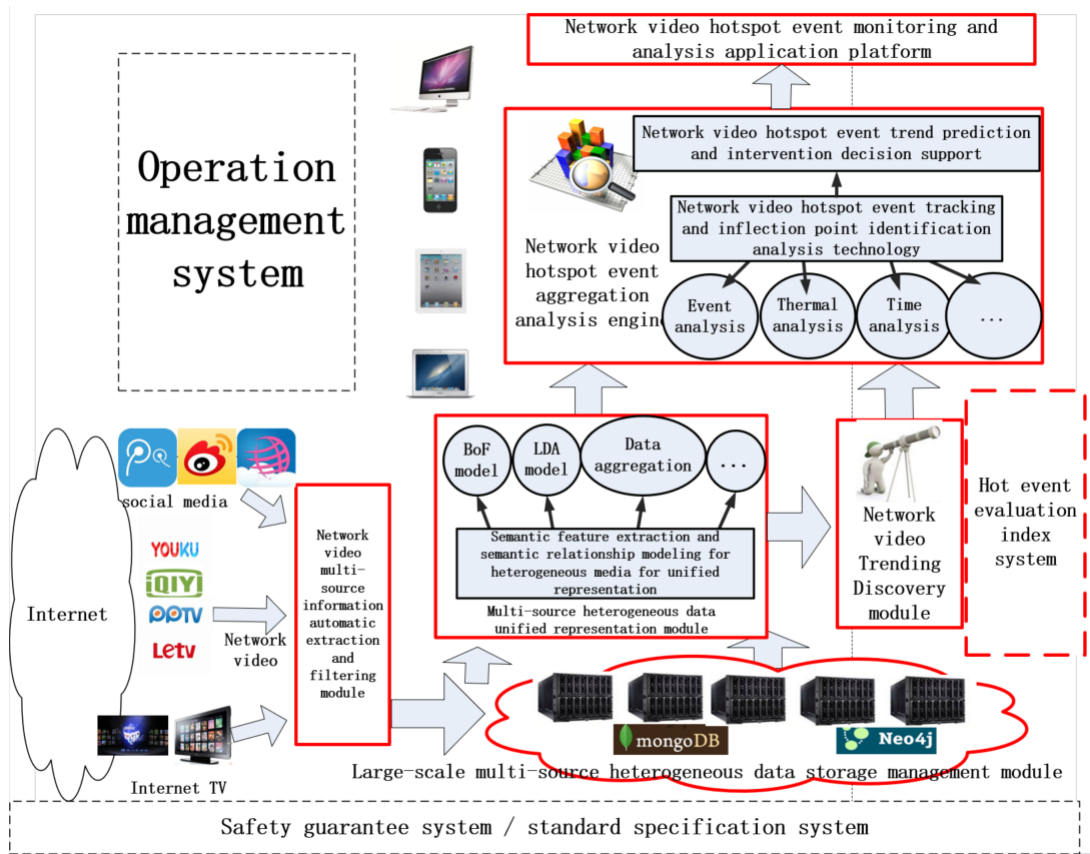 Network video hotspot event monitoring and
analysis application platform
Operation
management
system
Network video hotspot event trend prediction
and intervention decision support
Network video hotspot event tracking
and inflection point identification
analysis technology
Network video
hotspot event
aggregation
analysis engin
Event
analysis
Thermal
analysis
Time
analysis
...
social media
YOUKU
iQIYI
PPTV
Letv
Internet
Network
video
Internet TV
Network
video
multi-
source
information
automatic
extraction
and
filtering
module
BoF
model
LDA
model
Data
aggregation
...
Semantic feature extraction and
semantic relationship modeling for
heterogeneous media for unified
representation
Multi-source heterogeneous data
unified representation module
Network
video
Trending
Discovery
module
Hot event
evaluation
index
system
mongoDB
Neo4j
Large-scale multi-source heterogeneous data storage management module
Safety guarantee system / standard specification system